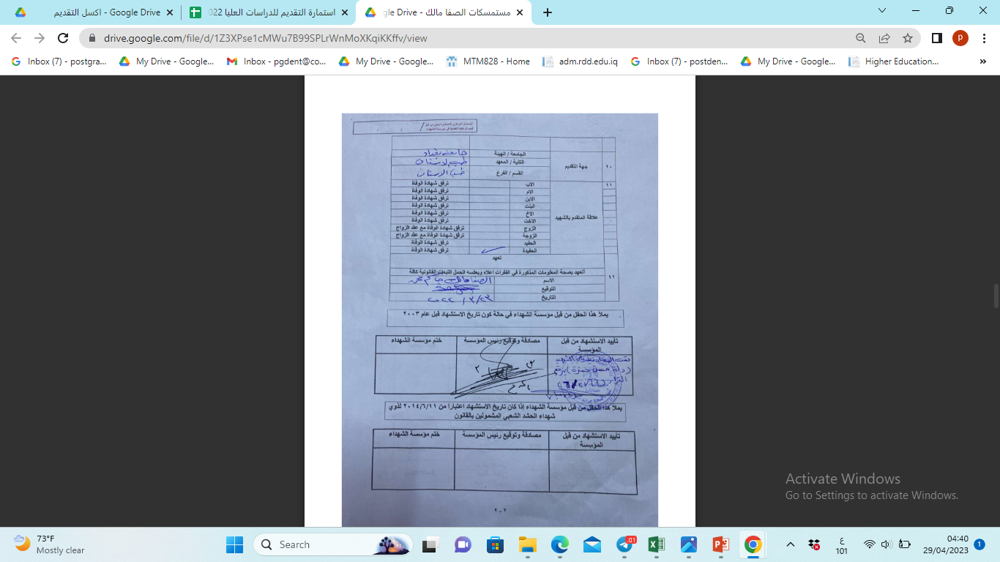 اكسل التقديم - Google Drive
استمارة التقديم للدراسات العليا 022
مستمسكات الصفا مالك - gle Drive
drive.google.com/file/d/1Z3XPse1cMWu7B99SPLrWnMoXKqiKKffv/view
P
Inbox (7) - postgra...
My Drive - Google...
Inbox - pgdent@co...
My Drive - Google...
MTM828 - Home
adm.rdd.edu.iq
Inbox (7) - postden...
My Drive - Google...
Higher Education...
»
١٠ جهة التقديم
الجامعة / الهيئة جامعة بغداد
الكلية / المعهد طب الاسنان
القسم / الفرع طب الاسنان
١١ علاقة المتقدم بالشهيد
الاب ترفق شهادة الوفاة
الام ترفق شهادة الوفاة
الابن ترفق شهادة الوفاة
البنت ترفق شهادة الوفاة
الاخ ترفق شهادة الوفاة
الاخت ترفق شهادة الوفاة
الزوج ترفق شهادة الوفاة مع عقد الزواج
الزوجة ترفق شهادة الوفاة مع عقد الزواج
الحفيد ترفق شهادة الوفاة
الحفيدة ✓ ترفق شهادة الوفاة
تعهد
١١ اتعهد بصحة المعلومات المذكورة في الفقرات اعلاه وبعكسه اتحمل التبعات القانونية كافة
الاسم الصفا مالك
التوقيع
التاريخ ٢٠٢٢/٣/٢٣
يملأ هذا الحقل من قبل مؤسسة الشهداء في حالة كون تاريخ الاستشهاد قبل عام ٢٠٠٣
تأييد الاستشهاد من قبل المؤسسة مصادقة وتوقيع رئيس المؤسسة ختم مؤسسة الشهداء
يملأ هذا الحقل من قبل مؤسسة الشهداء إذا كان تاريخ الاستشهاد اعتبارا من ٢٠١٤/٦/١١ لذوي
شهداء الحشد الشعبي المشمولين بالقانون
تأييد الاستشهاد من قبل المؤسسة مصادقة وتوقيع رئيس المؤسسة ختم مؤسسة الشهداء
٢ - ٢
Activate Windows
Go to Settings to activate Windows.
73°F
Mostly clear
Search
.01
ع
101
04:40
29/04/2023
1